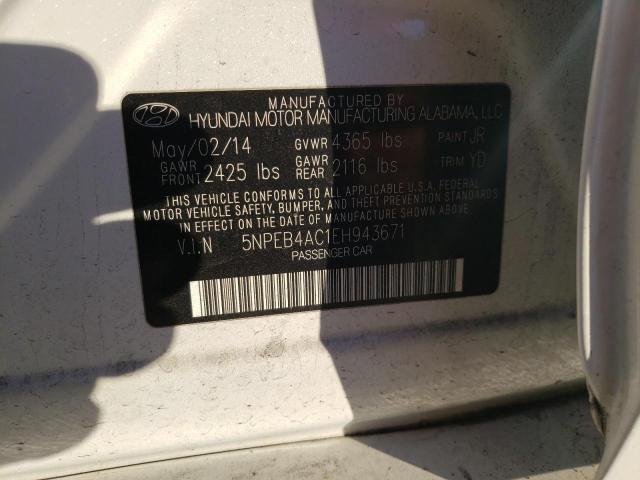 MANUFACTURED BY
HYUNDAI MOTOR MANUFACTURING ALABAMA, LLC
May/02/14 GVWR 4365 lbs PAINT JR
GAWR FRONT 2425 lbs GAWR REAR 2116 lbs TRIM YD
THIS VEHICLE CONFORMS TO ALL APPLICABLE U.S.A. FEDERAL
MOTOR VEHICLE SAFETY, BUMPER, AND THEFT PREVENTION STANDARDS
IN EFFECT ON THE DATE OF MANUFACTURE SHOWN ABOVE.
V.I.N 5NPEB4AC1EH943671
PASSENGER CAR